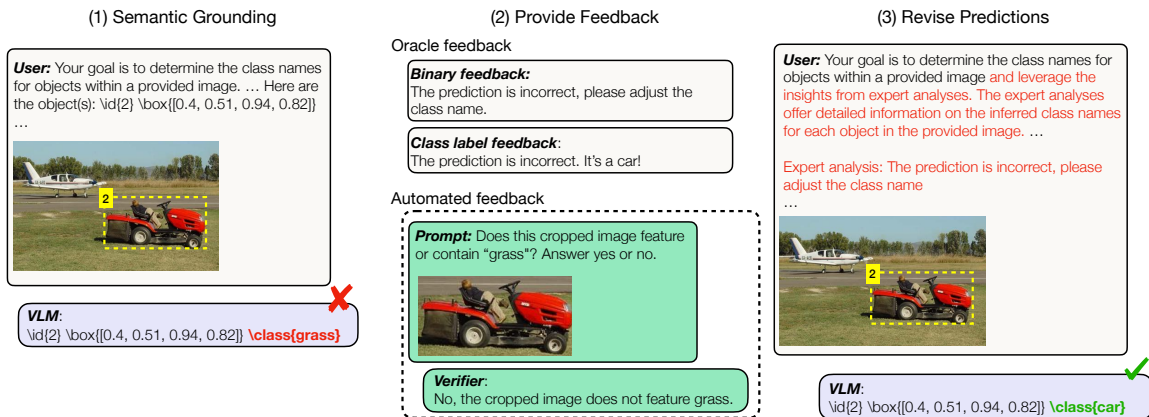 (1) Semantic Grounding
User: Your goal is to determine the class names
for objects within a provided image. … Here are
the object(s): \id{2} \box{[0.4, 0.51, 0.94, 0.82]}
…
2
VLM:
\id{2} \box{[0.4, 0.51, 0.94, 0.82]} \class{grass}
(2) Provide Feedback
Oracle feedback
Binary feedback:
The prediction is incorrect, please adjust the
class name.
Class label feedback:
The prediction is incorrect. It's a car!
Automated feedback
Prompt: Does this cropped image feature
or contain "grass"? Answer yes or no.
Verifier:
No, the cropped image does not feature grass.
(3) Revise Predictions
User: Your goal is to determine the class names for
objects within a provided image and leverage the
insights from expert analyses. The expert analyses
offer detailed information on the inferred class names
for each object in the provided image. …
Expert analysis: The prediction is incorrect, please
adjust the class name
…
2
VLM:
\id{2} \box{[0.4, 0.51, 0.94, 0.82]} \class{car}